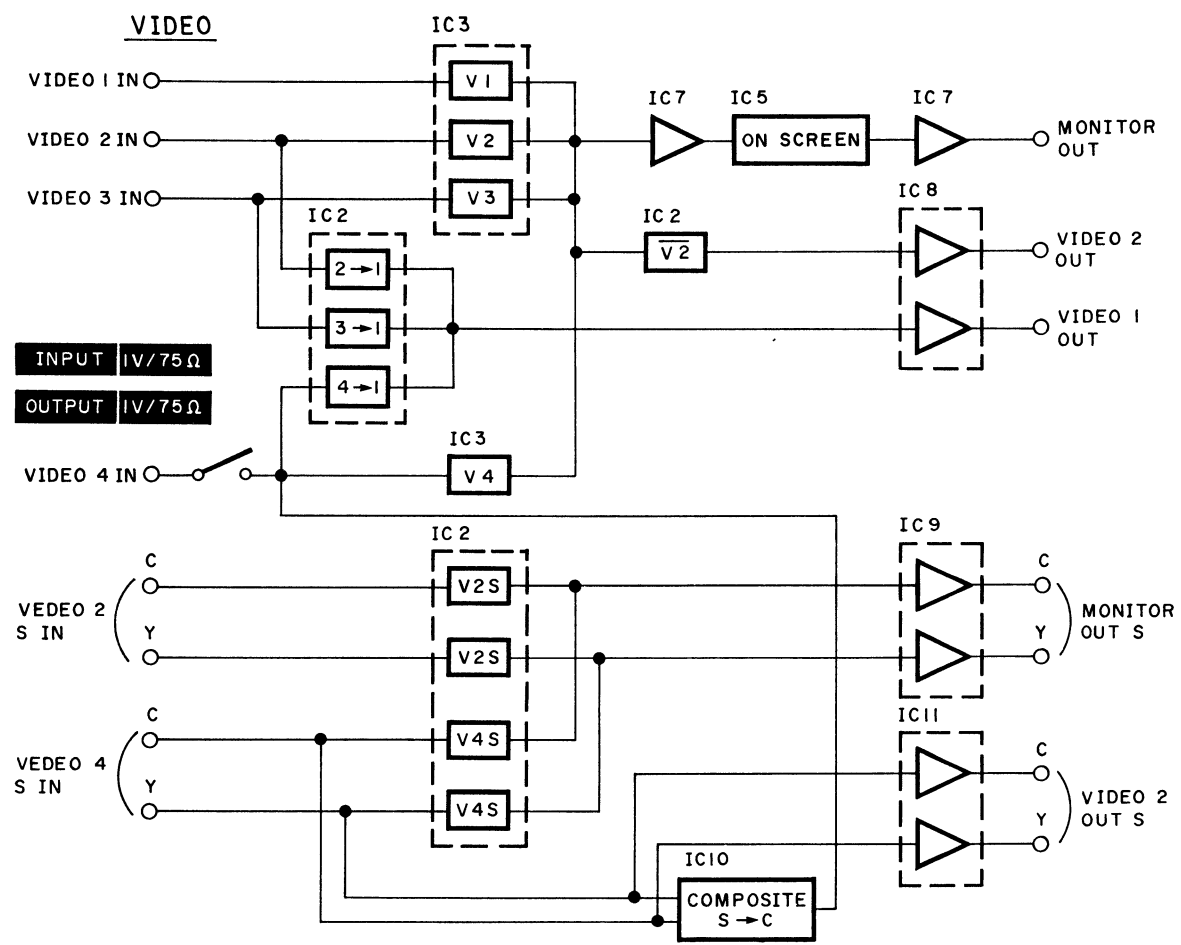 VIDEO
IC3
VIDEO 1 IN
V1
IC7
IC5
IC7
VIDEO 2 IN
V2
ON SCREEN
MONITOR
OUT
VIDEO 3 IN
V3
IC8
IC2
IC2
2→1
V2
VIDEO 2
OUT
3→1
VIDEO 1
OUT
INPUT 1V/75Ω
4→1
OUTPUT 1V/75Ω
IC3
VIDEO 4 IN
V4
IC2
IC9
C
V2S
C
VEDEO 2
S IN
MONITOR
OUT S
Y
V2S
Y
IC11
C
V4S
C
VEDEO 4
S IN
Y
V4S
VIDEO 2
OUT S
Y
IC10
COMPOSITE
S→C